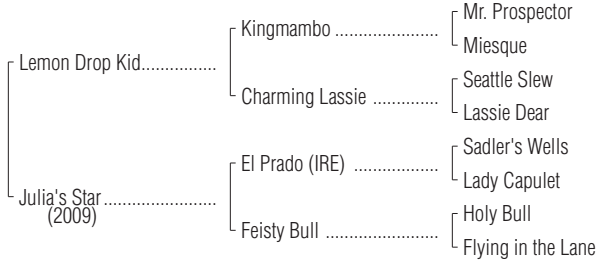 Mr. Prospector
Kingmambo ......................
Miesque
Lemon Drop Kid................
Seattle Slew
Charming Lassie ..............
Lassie Dear
Sadler's Wells
El Prado (IRE) ..................
Lady Capulet
Julia's Star........................
(2009)
Holy Bull
Feisty Bull ........................
Flying in the Lane